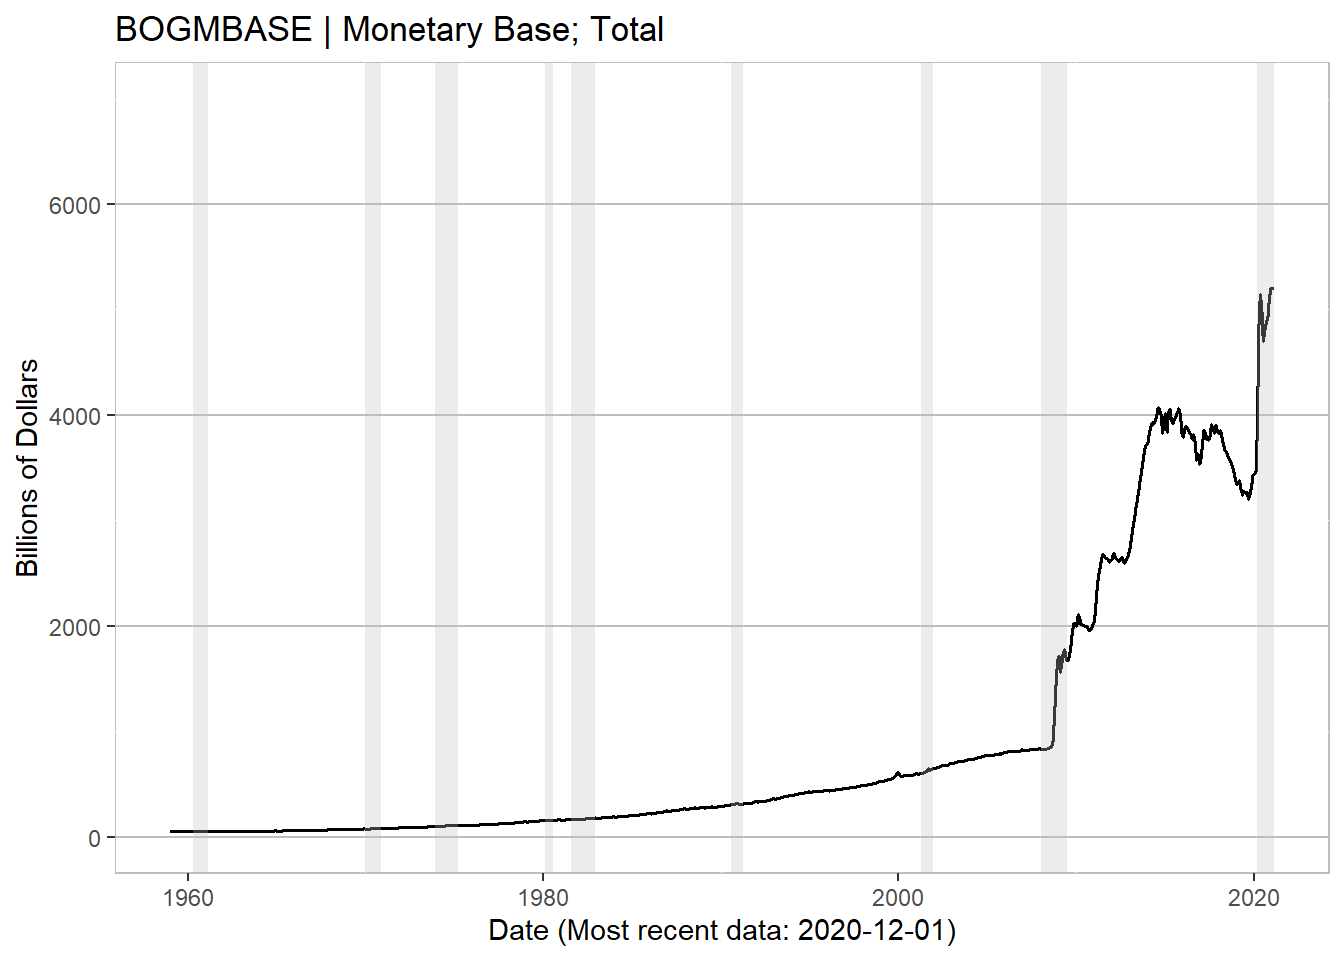 BOGMBASE | Monetary Base; Total
Billions of Dollars
6000
4000
2000
0
1960
1980
2000
2020
Date (Most recent data: 2020-12-01)